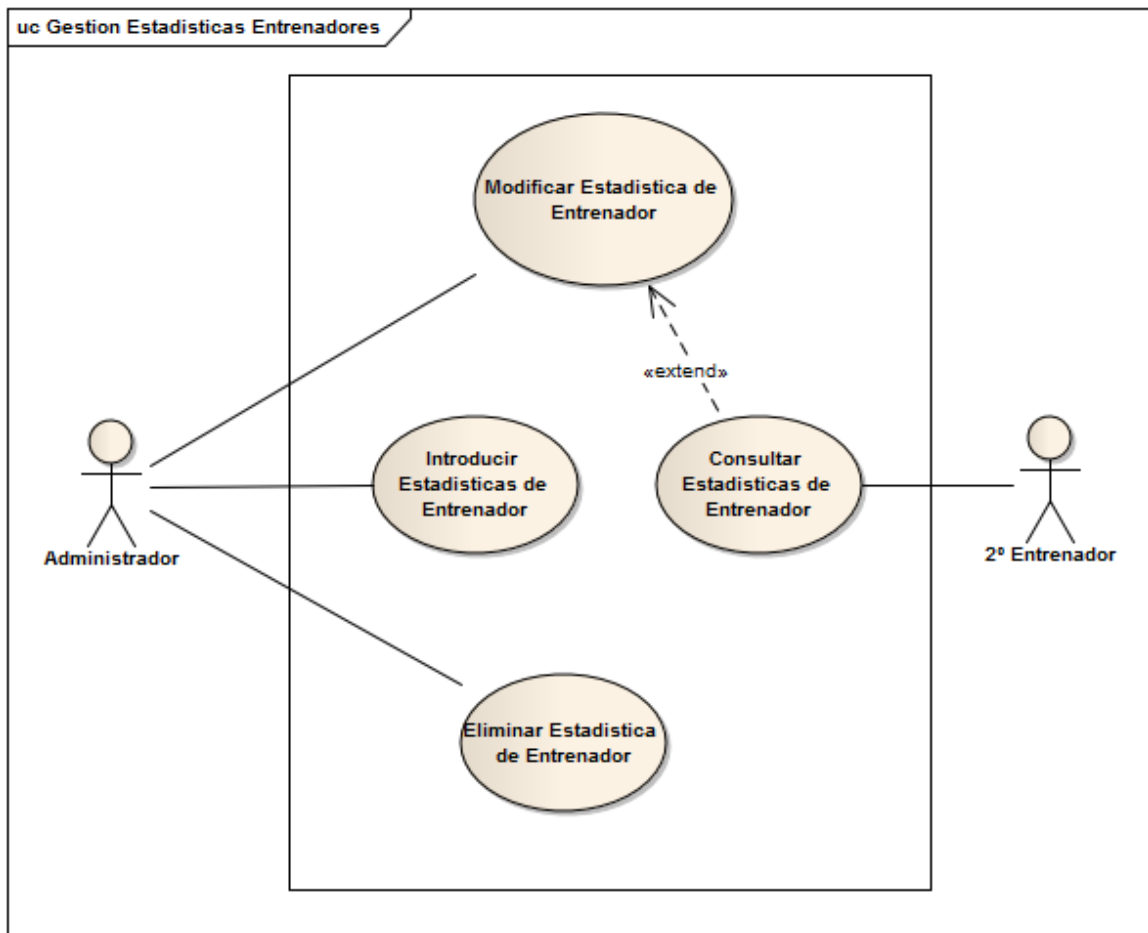 uc Gestion Estadisticas Entrenadores
Modificar Estadistica de
Entrenador
«extend»
Introducir
Estadisticas de
Entrenador
Consultar
Estadisticas de
Entrenador
Administrador
2º Entrenador
Eliminar Estadistica
de Entrenador